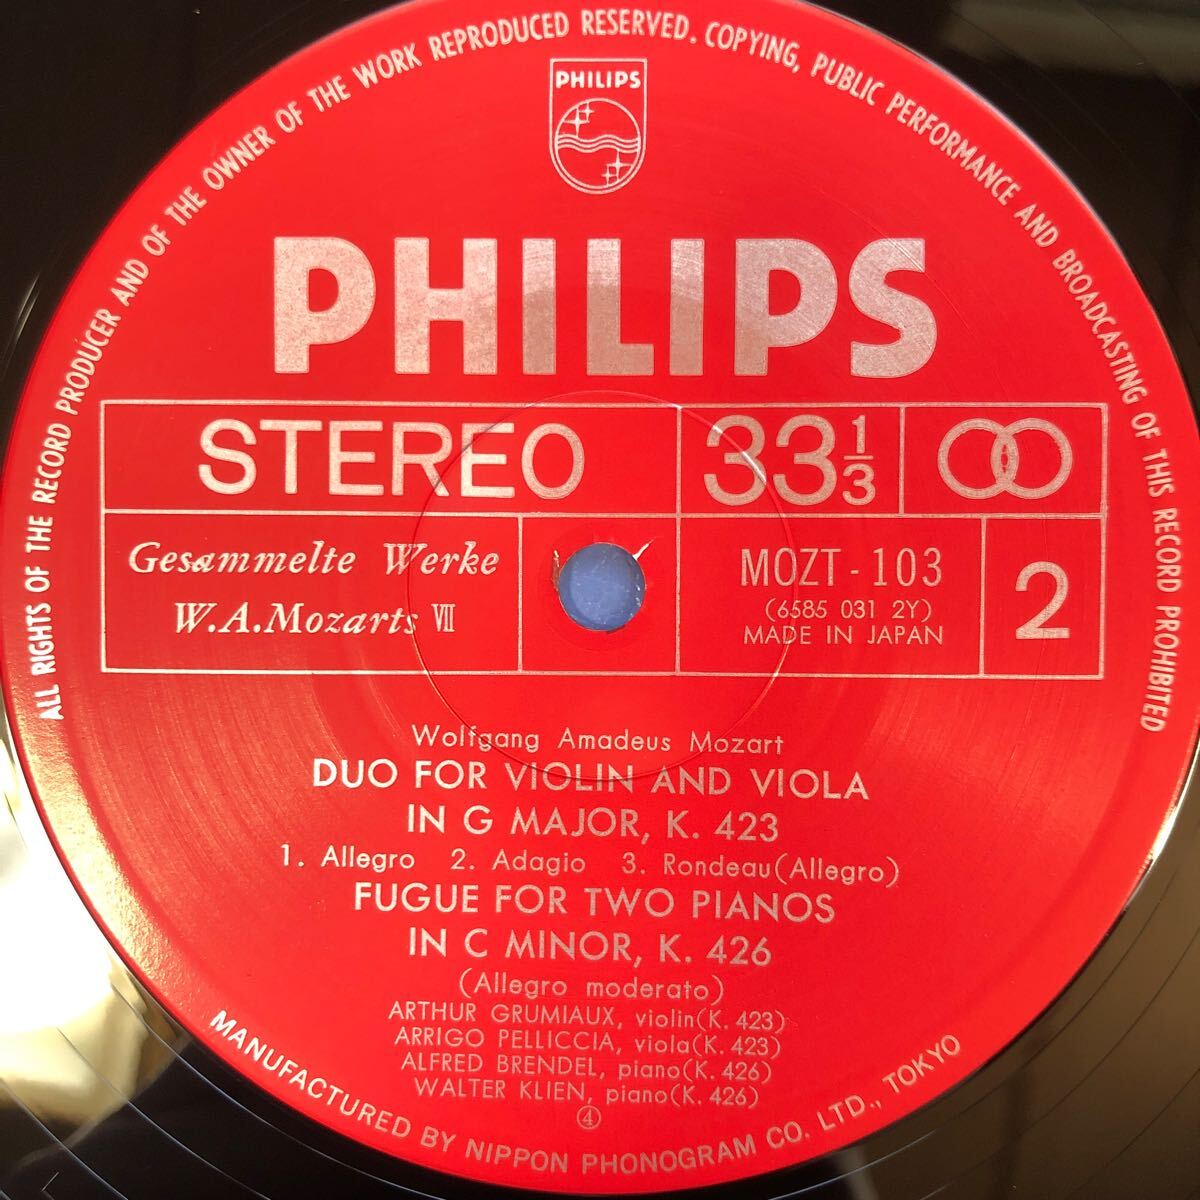 ALL RIGHTS OF THE RECORD PRODUCER AND OF THE OWNER OF THE WORK REPRODUCED RESERVED. COPYING, PUBLIC PERFORMANCE AND BROADCASTING OF THIS RECORD PROHIBITED
PHILIPS
PHILIPS
STEREO
33 1/3
Gesammelte Werke
W.A.Mozarts VII
MOZT-103
(6585 031 2Y)
MADE IN JAPAN
2
Wolfgang Amadeus Mozart
DUO FOR VIOLIN AND VIOLA
IN G MAJOR, K. 423
1. Allegro 2. Adagio 3. Rondeau(Allegro)
FUGUE FOR TWO PIANOS
IN C MINOR, K. 426
(Allegro moderato)
ARTHUR GRUMIAUX, violin(K. 423)
ARRIGO PELLICCIA, viola(K. 423)
ALFRED BRENDEL, piano(K. 426)
WALTER KLIEN, piano(K. 426)
④
MANUFACTURED BY NIPPON PHONOGRAM CO. LTD., TOKYO